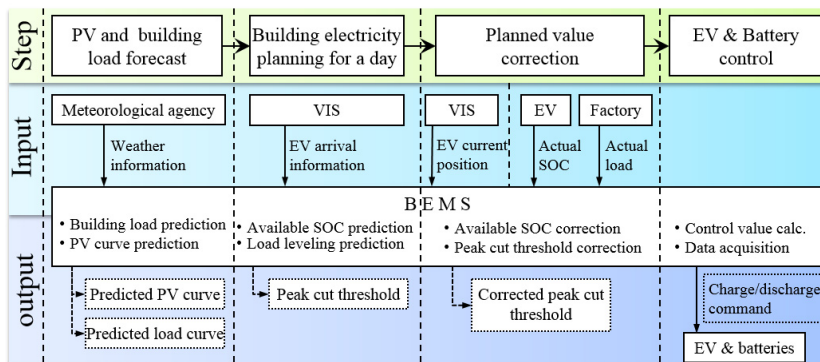 Step
PV and building
load forecast
Building electricity
planning for a day
Planned value
correction
EV & Battery
control
Input
Meteorological agency
VIS
VIS
EV
Factory
Weather
information
EV arrival
information
EV current
position
Actual
SOC
Actual
load
B E M S
• Building load prediction
• PV curve prediction
• Available SOC prediction
• Load leveling prediction
• Available SOC correction
• Peak cut threshold correction
• Control value calc.
• Data acquisition
output
Predicted PV curve
Predicted load curve
Peak cut threshold
Corrected peak cut
threshold
Charge/discharge
command
EV & batteries